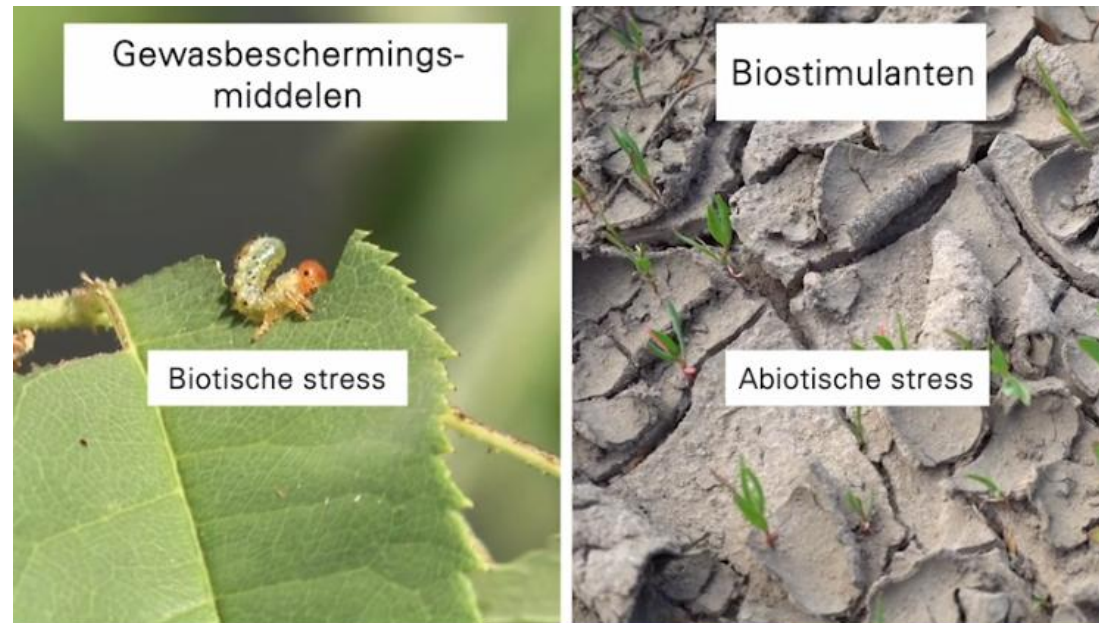 Gewasbeschermings-
middelen
Biostimulanten
Biotische stress
Abiotische stress